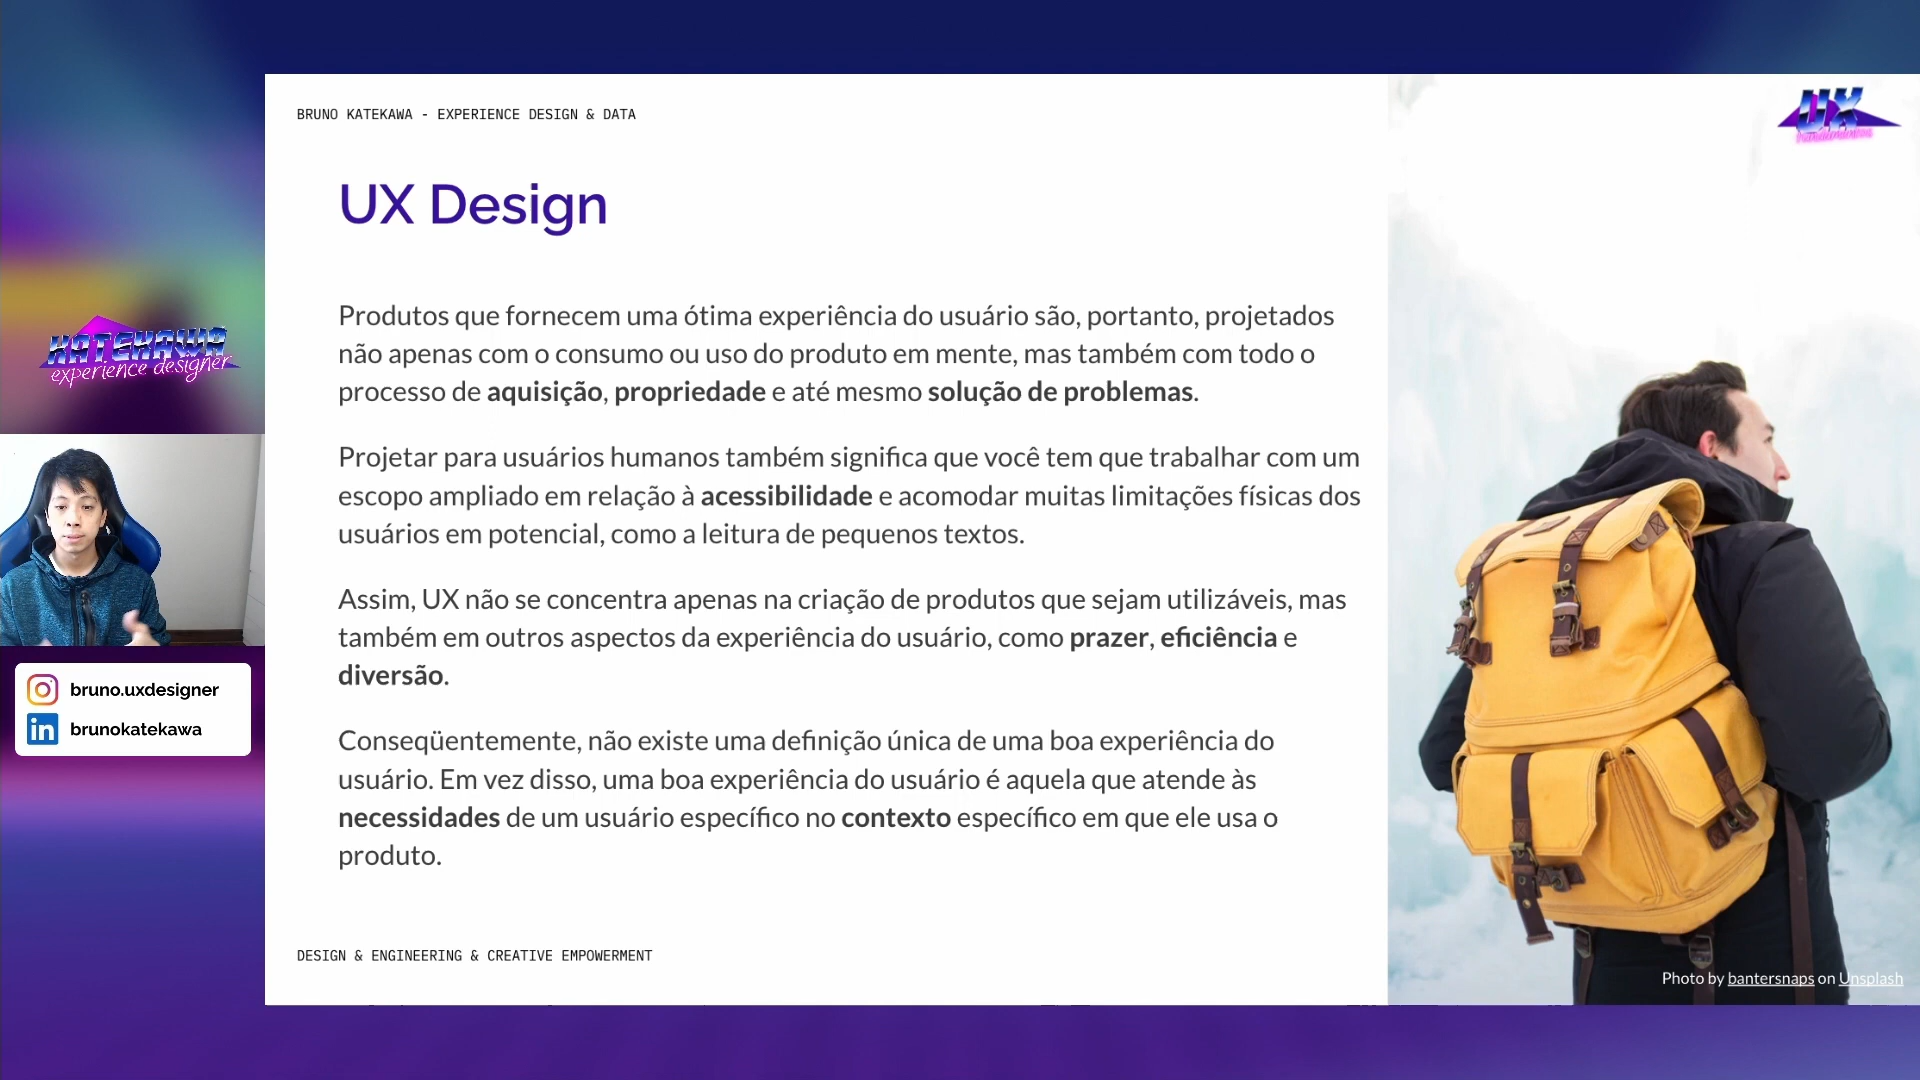 BRUNO KATEKAWA - EXPERIENCE DESIGN & DATA
UX
UX Design
Produtos que fornecem uma ótima experiência do usuário são, portanto, projetados
não apenas com o consumo ou uso do produto em mente, mas também com todo o
processo de aquisição, propriedade e até mesmo solução de problemas.
Projetar para usuários humanos também significa que você tem que trabalhar com um
escopo ampliado em relação à acessibilidade e acomodar muitas limitações físicas dos
usuários em potencial, como a leitura de pequenos textos.
Assim, UX não se concentra apenas na criação de produtos que sejam utilizáveis, mas
também em outros aspectos da experiência do usuário, como prazer, eficiência e
diversão.
Conseqüentemente, não existe uma definição única de uma boa experiência do
usuário. Em vez disso, uma boa experiência do usuário é aquela que atende às
necessidades de um usuário específico no contexto específico em que ele usa o
produto.
DESIGN & ENGINEERING & CREATIVE EMPOWERMENT
Photo by bantersnaps on Unsplash
KATEKAWA
experience designer
bruno.uxdesigner
in brunokatekawa